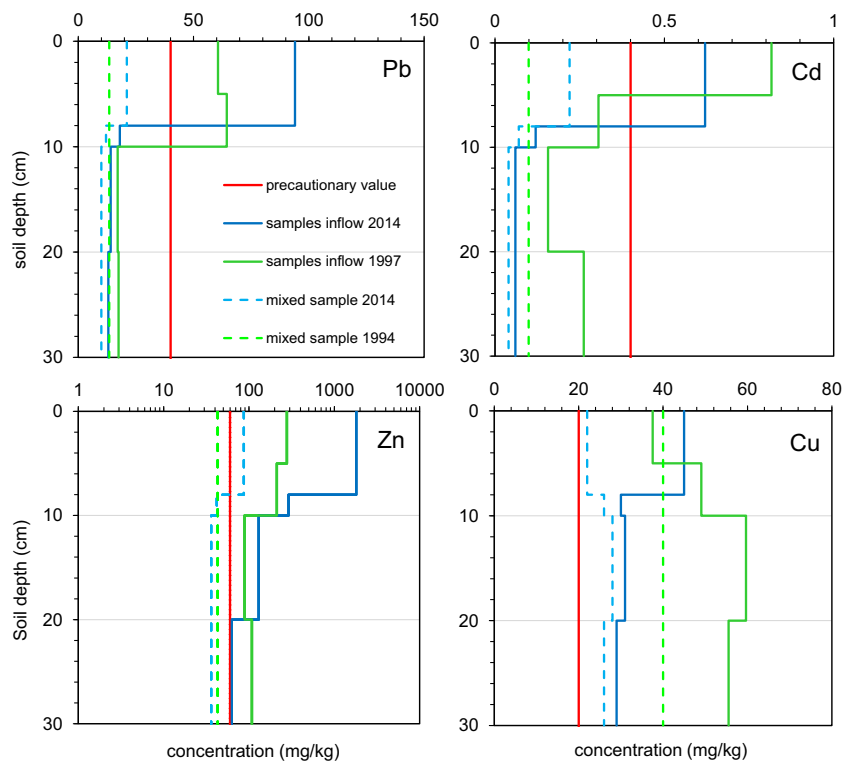 0 50 100 150
0 0.5 1
0
10
20
30
soil depth (cm)
Pb
precautionary value
samples inflow 2014
samples inflow 1997
mixed sample 2014
mixed sample 1994
0
10
20
30
Cd
1 10 100 1000 10000
0 20 40 60 80
0
10
20
30
Soil depth (cm)
Zn
0
10
20
30
Cu
concentration (mg/kg)
concentration (mg/kg)